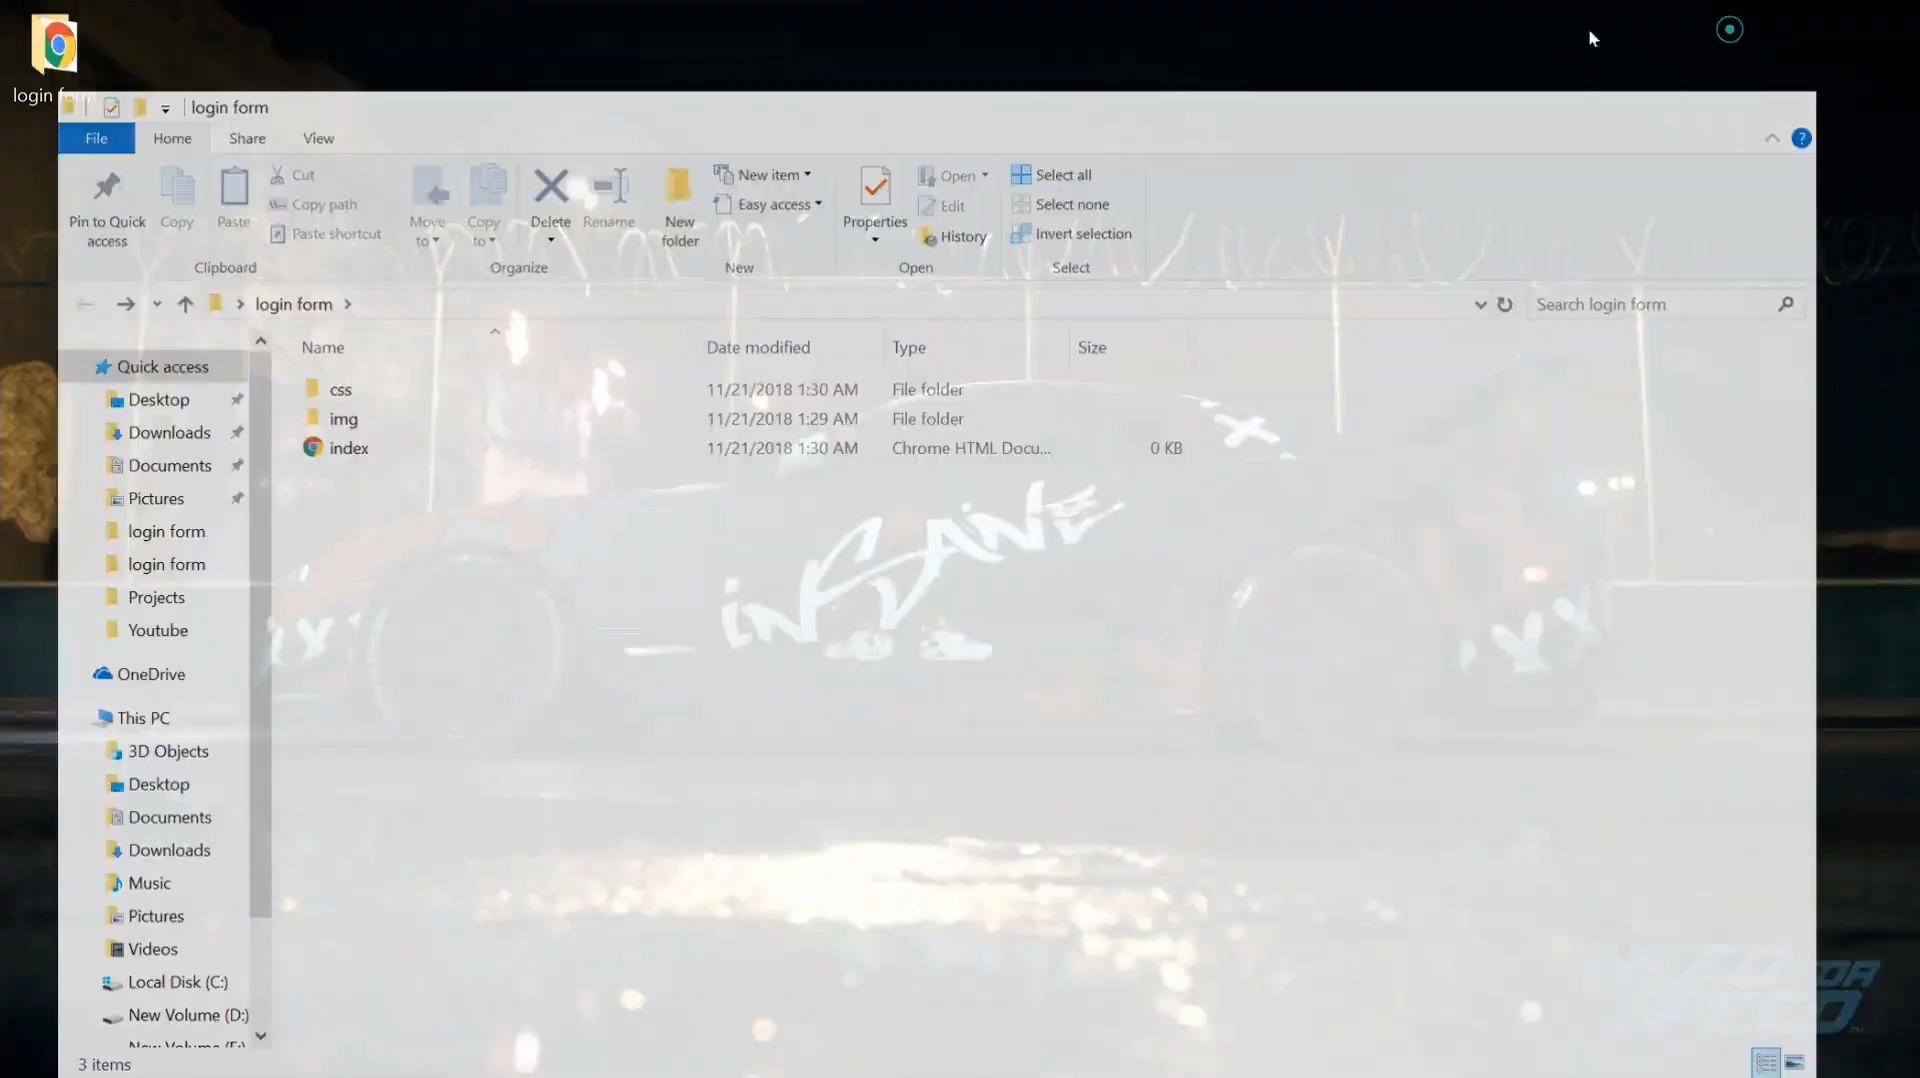 login
login form
File
Home
Share
View
?
Pin to Quick access
Copy
Paste
Cut
Copy path
Paste shortcut
Clipboard
Move to
Copy to
Delete
Rename
Organize
New folder
New item
Easy access
New
Properties
Open
Edit
History
Open
Select all
Select none
Invert selection
Select
login form
Search login form
Name
Date modified
Type
Size
css 11/21/2018 1:30 AM File folder
img 11/21/2018 1:29 AM File folder
index 11/21/2018 1:30 AM Chrome HTML Docu... 0 KB
Quick access
Desktop
Downloads
Documents
Pictures
login form
login form
Projects
Youtube
OneDrive
This PC
3D Objects
Desktop
Documents
Downloads
Music
Pictures
Videos
Local Disk (C:)
New Volume (D:)
3 items
inSANE
SPEED